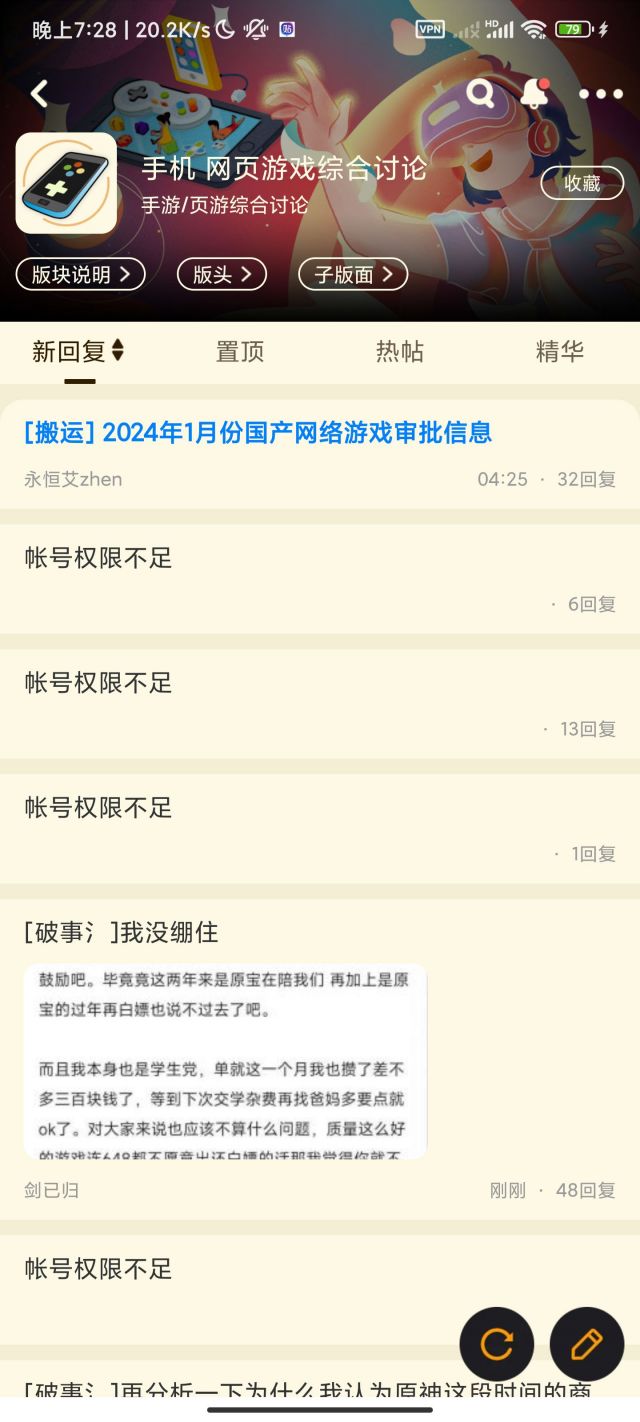 晚上7:28 | 20.2K/s
VPN
HD
79
手机 网页游戏综合讨论
手游/页游综合讨论
收藏
版块说明
版头
子版面
新回复
置顶
热帖
精华
[搬运] 2024年1月份国产网络游戏审批信息
永恒艾zhen
04:25 · 32回复
帐号权限不足
· 6回复
帐号权限不足
· 13回复
帐号权限不足
· 1回复
[破事氵]我没绷住
鼓励吧。毕竟竟这两年来是原宝在陪我们 再加上是原
宝的过年再白嫖也说不过去了吧。
而且我本身也是学生党，单就这一个月我也攒了差不
多三百块钱了，等到下次交学杂费再找爸妈多要点就
ok了。对大家来说也应该不算什么问题，质量这么好
的游戏连648都不愿意出还白嫖的话那我觉得你就不
剑已归
刚刚 · 48回复
帐号权限不足
[破事氵]再分析一下为什么我认为原神这段时间的商